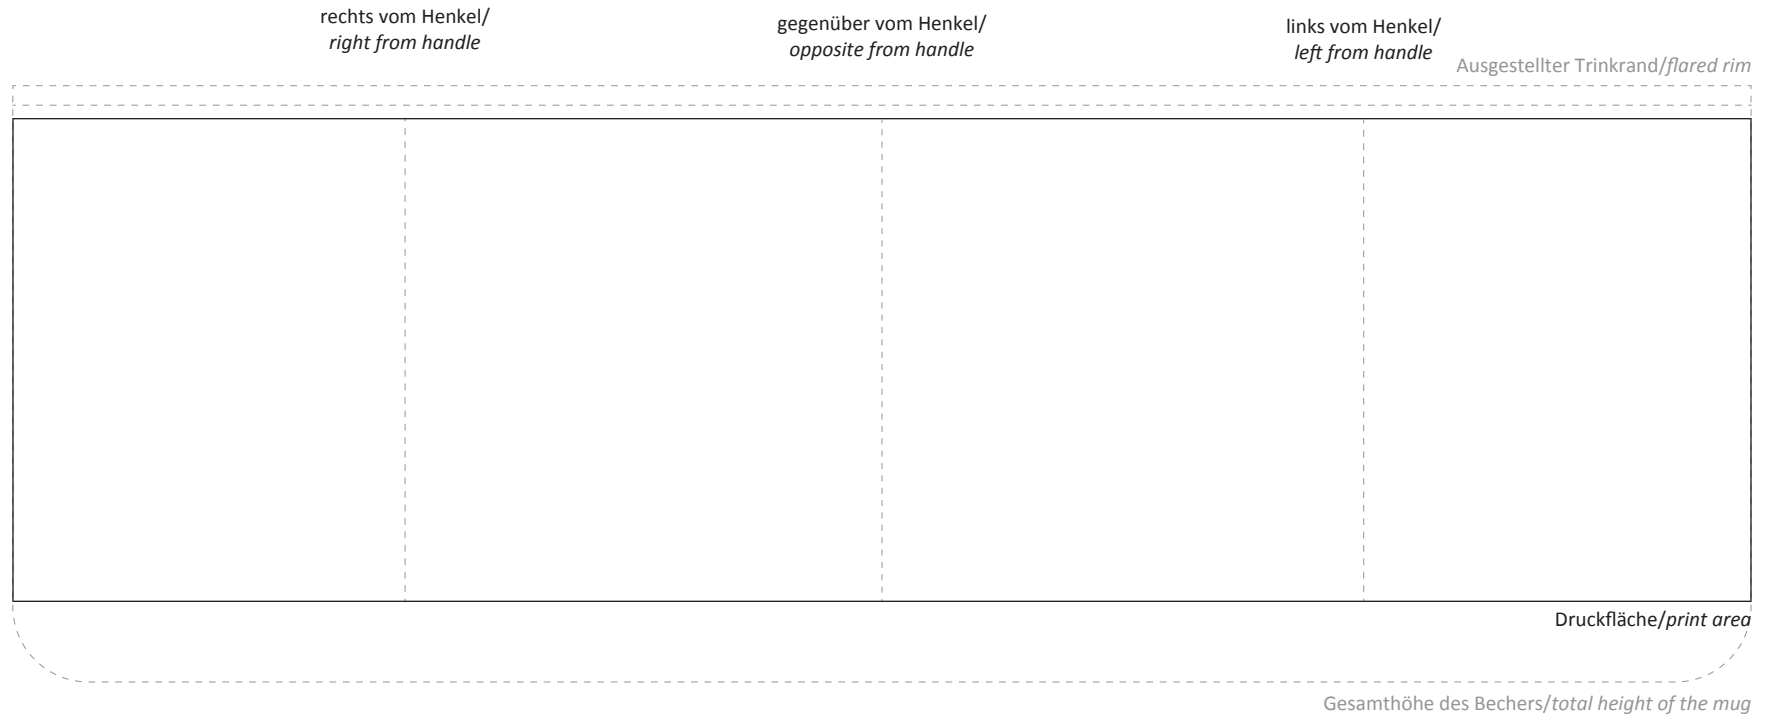 rechts vom Henkel/
right from handle
gegenüber vom Henkel/
opposite from handle
links vom Henkel/
left from handle
Ausgestellter Trinkrand/flared rim
Druckfläche/print area
Gesamthöhe des Bechers/total height of the mug